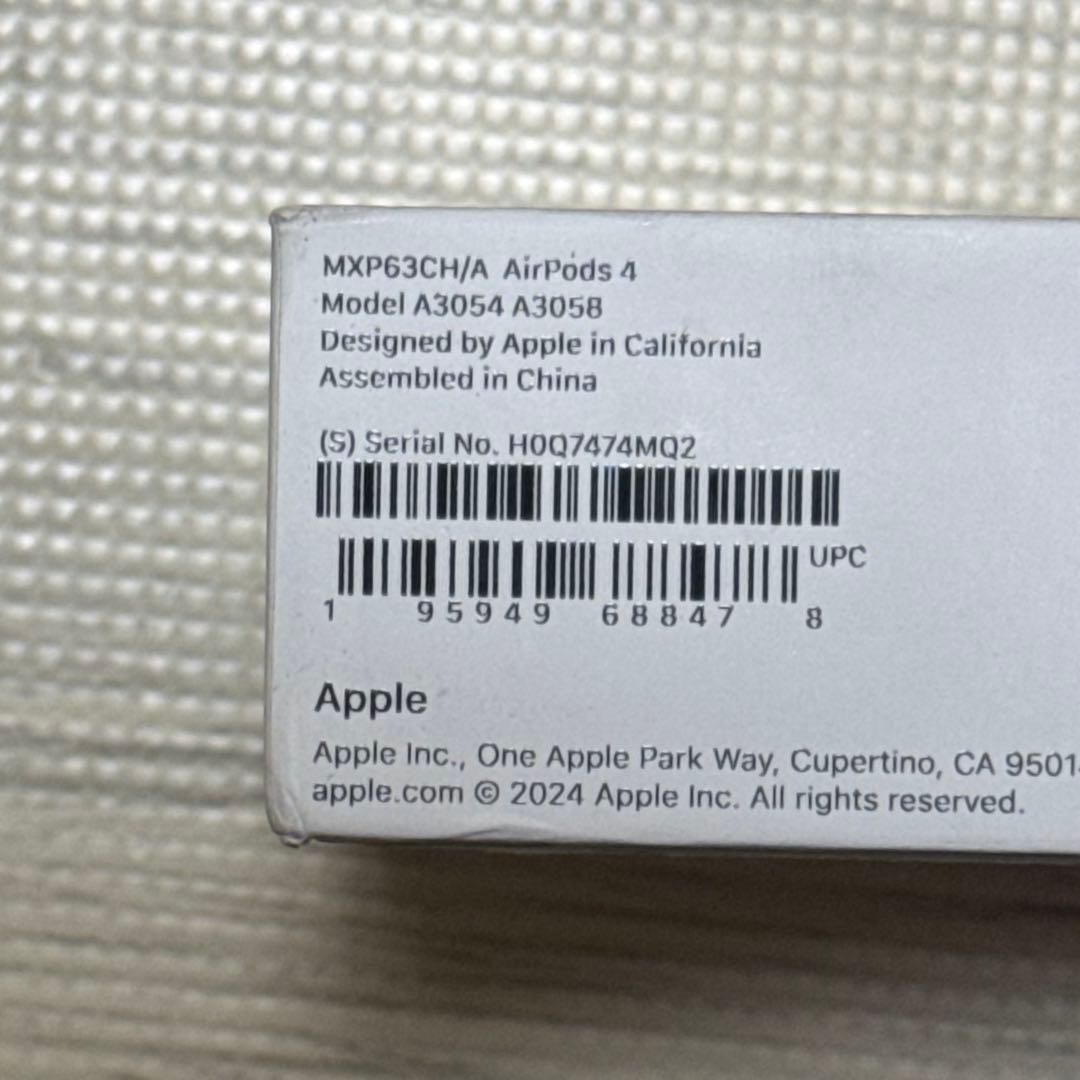 MXP63CH/A AirPods 4
Model A3054 A3058
Designed by Apple in California
Assembled in China
(S) Serial No. H0Q7474MQ2
UPC
1 95949 68847 8
Apple
Apple Inc., One Apple Park Way, Cupertino, CA 9501
apple.com © 2024 Apple Inc. All rights reserved.